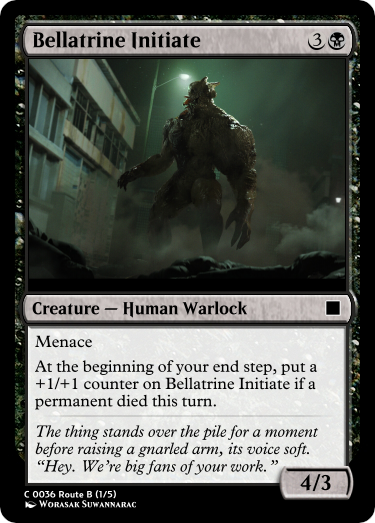 Bellatrine Initiate 3
Creature — Human Warlock
Menace
At the beginning of your end step, put a
+1/+1 counter on Bellatrine Initiate if a
permanent died this turn.
The thing stands over the pile for a moment
before raising a gnarled arm, its voice soft.
“Hey. We’re big fans of your work.”
4/3
C 0036 Route B (1/5)
Worasak Suwannarac